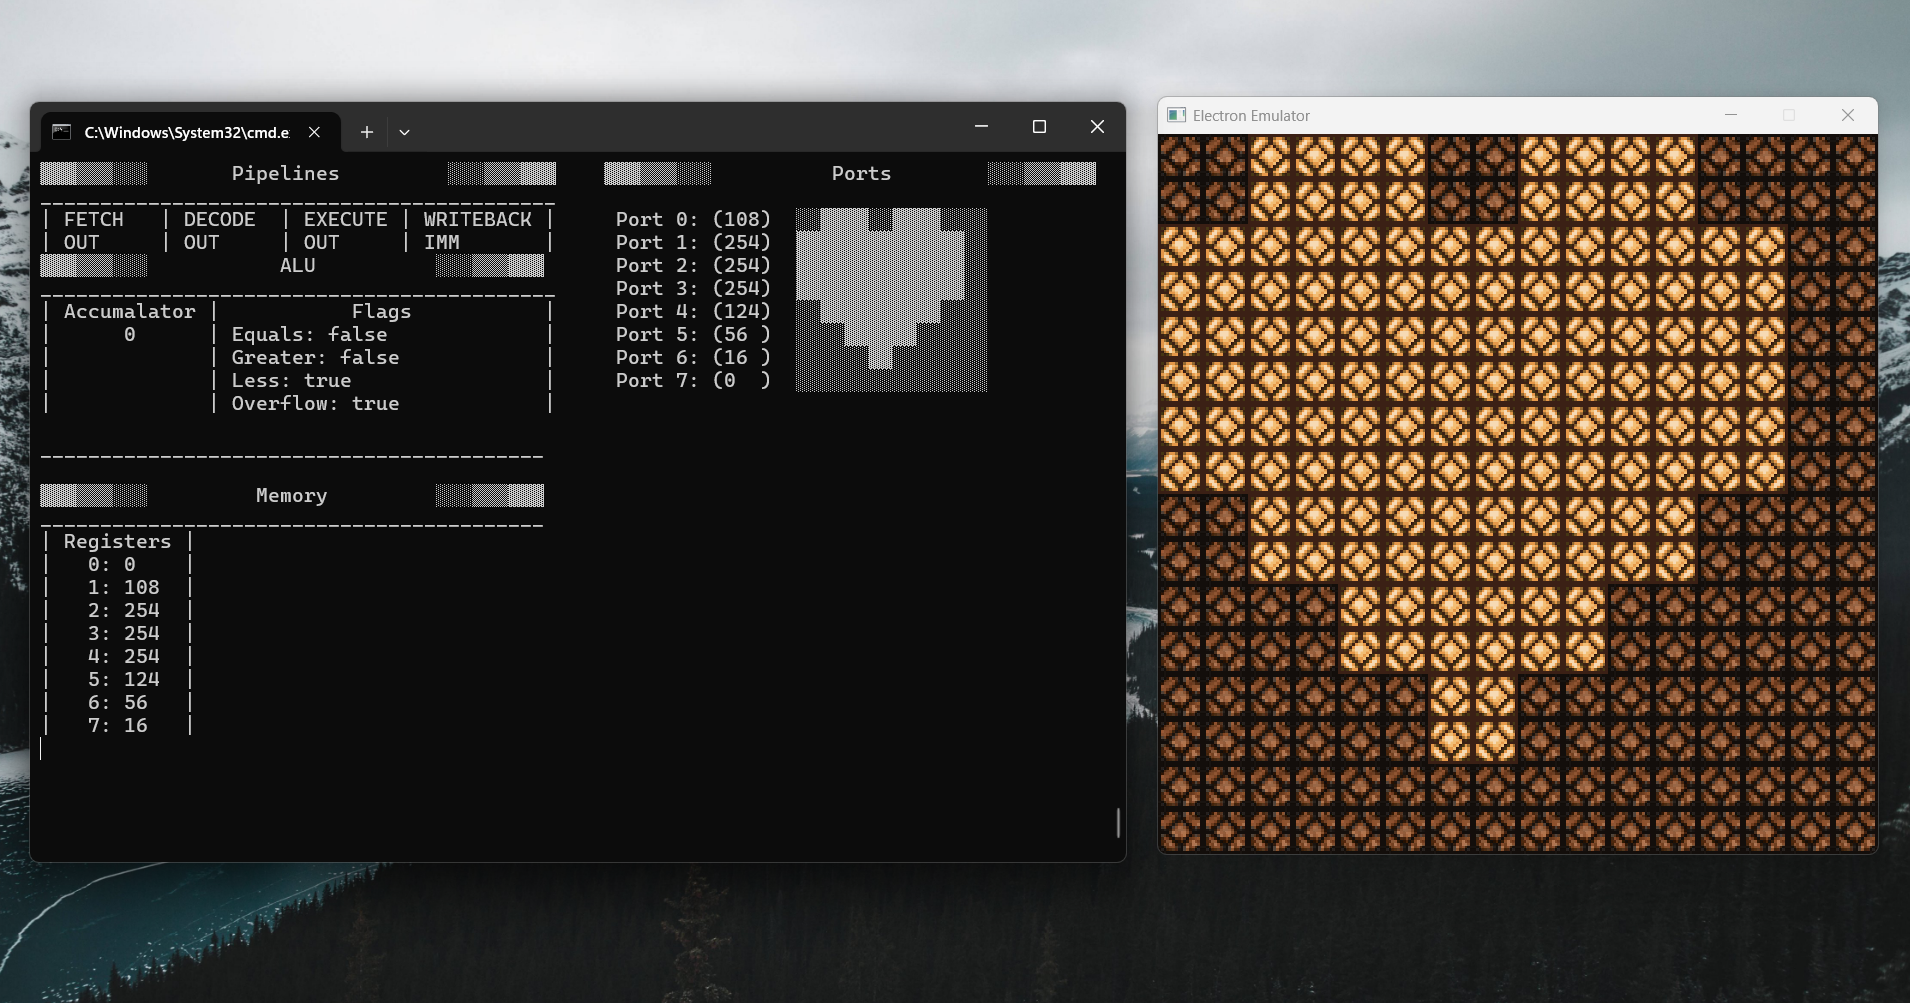 C:\Windows\System32\cmd.e
Pipelines
| FETCH | DECODE | EXECUTE | WRITEBACK |
| OUT | OUT | OUT | IMM |
ALU
| Accumalator | Flags |
| 0 | Equals: false |
| | Greater: false |
| | Less: true |
| | Overflow: true |
Memory
| Registers |
| 0: 0 |
| 1: 108 |
| 2: 254 |
| 3: 254 |
| 4: 254 |
| 5: 124 |
| 6: 56 |
| 7: 16 |
Ports
Port 0: (108)
Port 1: (254)
Port 2: (254)
Port 3: (254)
Port 4: (124)
Port 5: (56 )
Port 6: (16 )
Port 7: (0 )
Electron Emulator